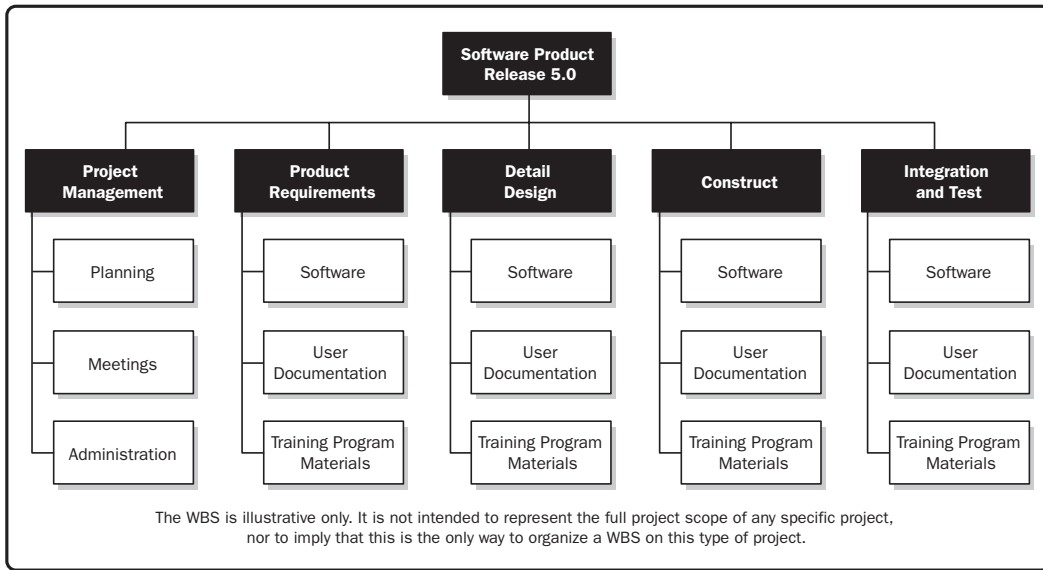 Software Product
Release 5.0
Project
Management
Product
Requirements
Detail
Design
Construct
Integration
and Test
Planning
Software
Software
Software
Software
Meetings
User
Documentation
User
Documentation
User
Documentation
User
Documentation
Administration
Training Program
Materials
Training Program
Materials
Training Program
Materials
Training Program
Materials
The WBS is illustrative only. It is not intended to represent the full project scope of any specific project,
nor to imply that this is the only way to organize a WBS on this type of project.